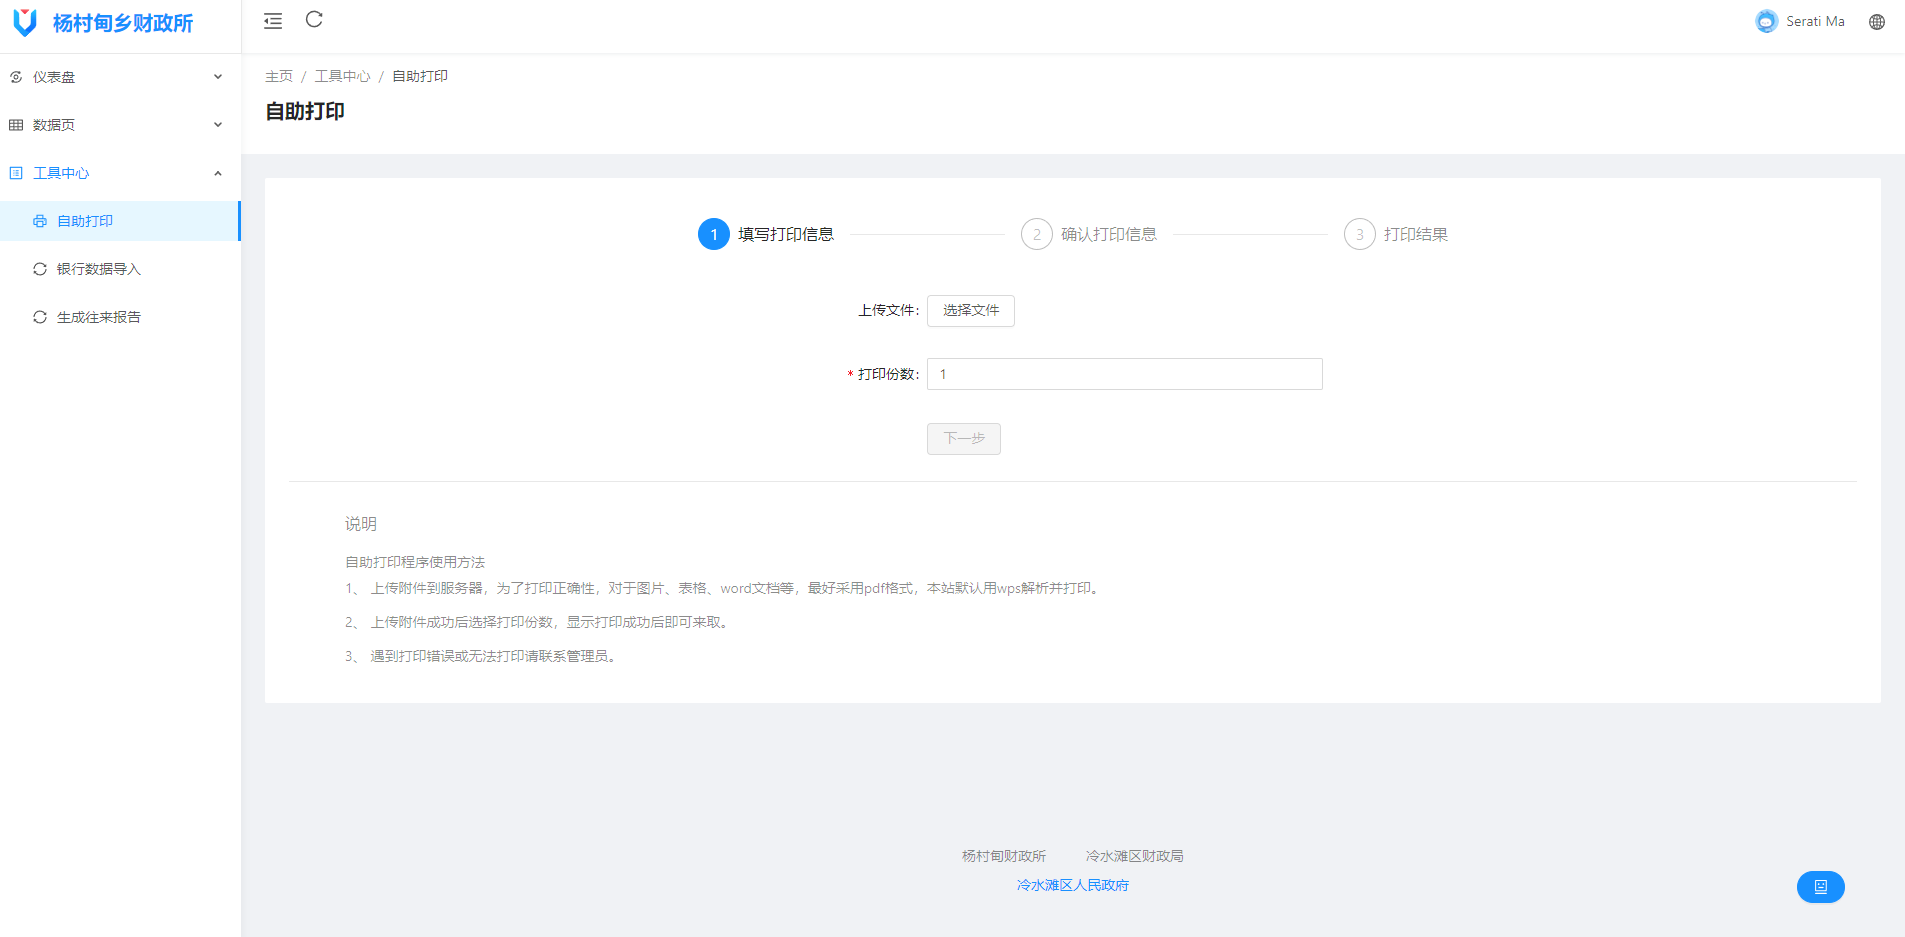 杨村甸乡财政所
Serati Ma
仪表盘
数据页
工具中心
自助打印
银行数据导入
生成往来报告
主页 / 工具中心 / 自助打印
自助打印
1 填写打印信息
2 确认打印信息
3 打印结果
上传文件: 选择文件
* 打印份数: 1
下一步
说明
自助打印程序使用方法
1、 上传附件到服务器，为了打印正确性，对于图片、表格、word文档等，最好采用pdf格式，本站默认用wps解析并打印。
2、 上传附件成功后选择打印份数，显示打印成功后即可来取。
3、 遇到打印错误或无法打印请联系管理员。
杨村甸财政所 冷水滩区财政局
冷水滩区人民政府